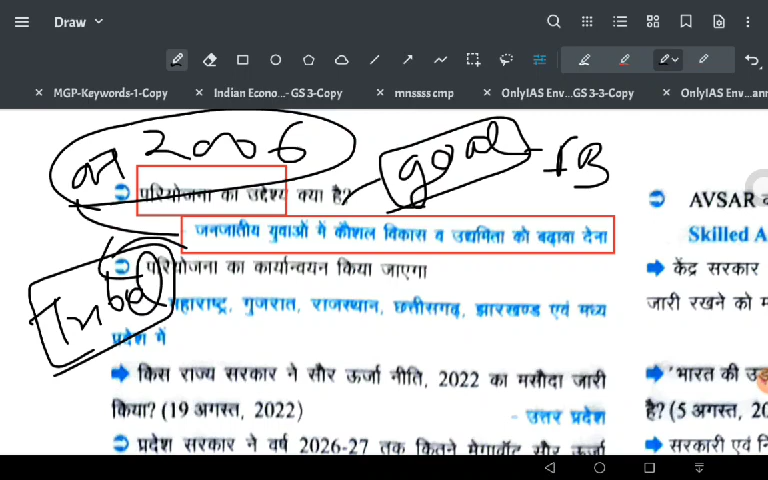 Draw
MGP-Keywords-1-Copy
Indian Econo...- GS 3-Copy
mnssss cmp
OnlyIAS Env...GS 3-3-Copy
OnlyIAS Env...an
2006
goal
परियोजना का उद्देश्य क्या है?
जनजातीय युवाओं में कौशल विकास व उद्यमिता को बढ़ावा देना
परियोजना का कार्यान्वयन किया जाएगा
महाराष्ट्र, गुजरात, राजस्थान, छत्तीसगढ़, झारखण्ड एवं मध्य
प्रदेश में
किस राज्य सरकार ने सौर ऊर्जा नीति, 2022 का मसौदा जारी
किया? (19 अगस्त, 2022) - उत्तर प्रदेश
प्रदेश सरकार ने वर्ष 2026-27 तक कितने मेगावॉट सौर ऊर्जा
AVSAR
Skilled A
केंद्र सरकार
जारी रखने को म
'भारत की उड़
है? (5 अगस्त, 20
सरकारी एवं नि